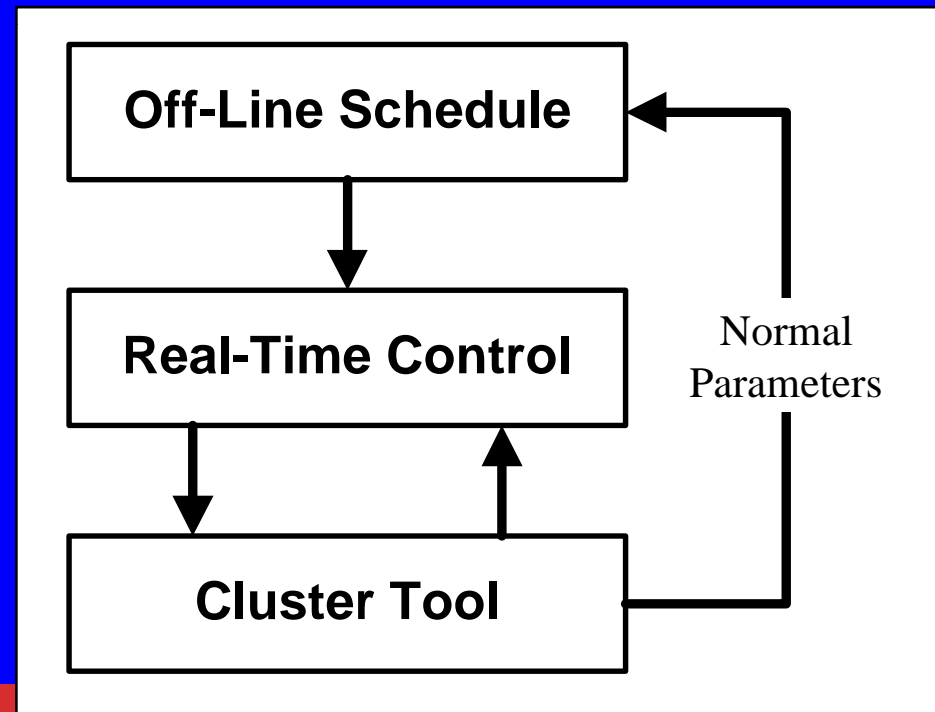 Off-Line Schedule
Real-Time Control
Normal
Parameters
Cluster Tool